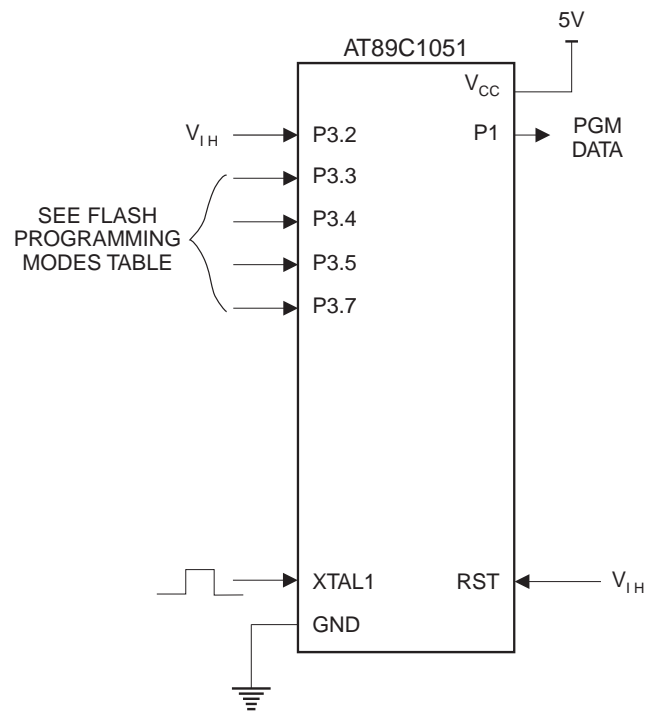 5V
AT89C1051
VCC
VIH
P3.2
P1
PGM
DATA
P3.3
SEE FLASH
PROGRAMMING
MODES TABLE
P3.4
P3.5
P3.7
XTAL1
RST
VIH
GND